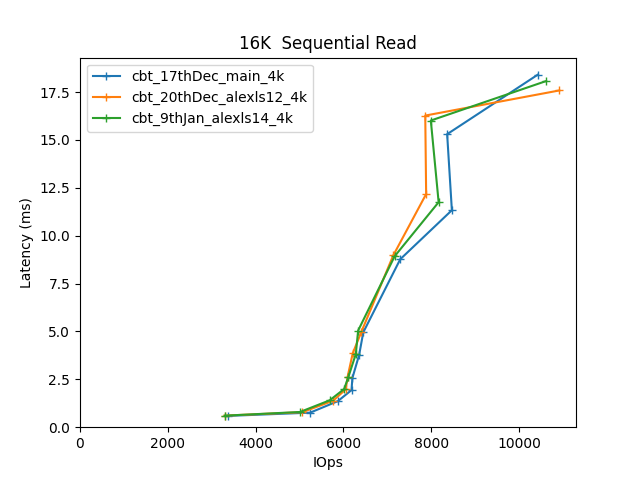 16K  Sequential Read
cbt_17thDec_main_4k
cbt_20thDec_alexls12_4k
cbt_9thJan_alexls14_4k
17.5
15.0
12.5
10.0
7.5
5.0
2.5
0.0
Latency (ms)
0 2000 4000 6000 8000 10000
IOps